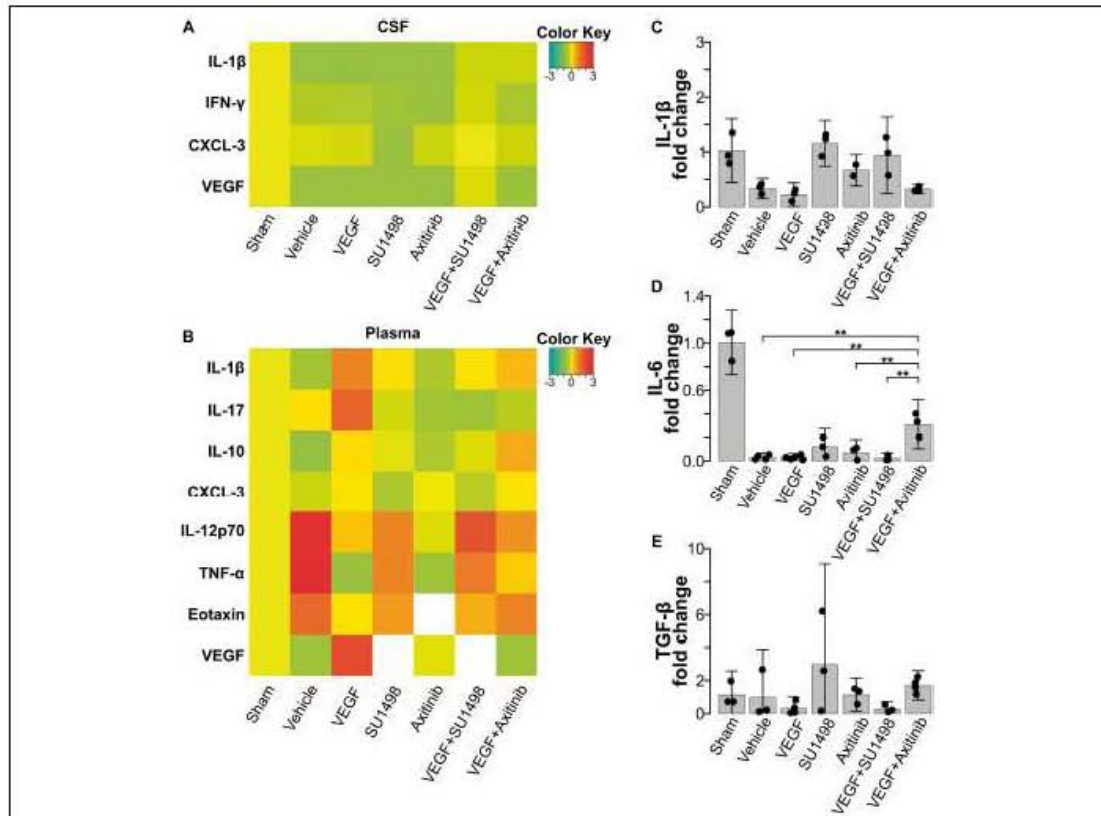 A
CSF
Color Key
-3 0 3
IL-1β
IFN-γ
CXCL-3
VEGF
Sham
Vehicle
VEGF
SU1498
Axitinib
VEGF+SU1498
VEGF+Axitinib
B
Plasma
Color Key
-3 0 3
IL-1β
IL-17
IL-10
CXCL-3
IL-12p70
TNF-α
Eotaxin
VEGF
Sham
Vehicle
VEGF
SU1498
Axitinib
VEGF+SU1498
VEGF+Axitinib
C
IL-1β
fold change
3
2
1
0
Sham
Vehicle
VEGF
SU1498
Axitinib
VEGF+SU1498
VEGF+Axitinib
D
IL-6
fold change
1.4
1.0
0.6
0.0
**
**
**
**
Sham
Vehicle
VEGF
SU1498
Axitinib
VEGF+SU1498
VEGF+Axitinib
E
TGF-β
fold change
10
6
2
0
Sham
Vehicle
VEGF
SU1498
Axitinib
VEGF+SU1498
VEGF+Axitinib